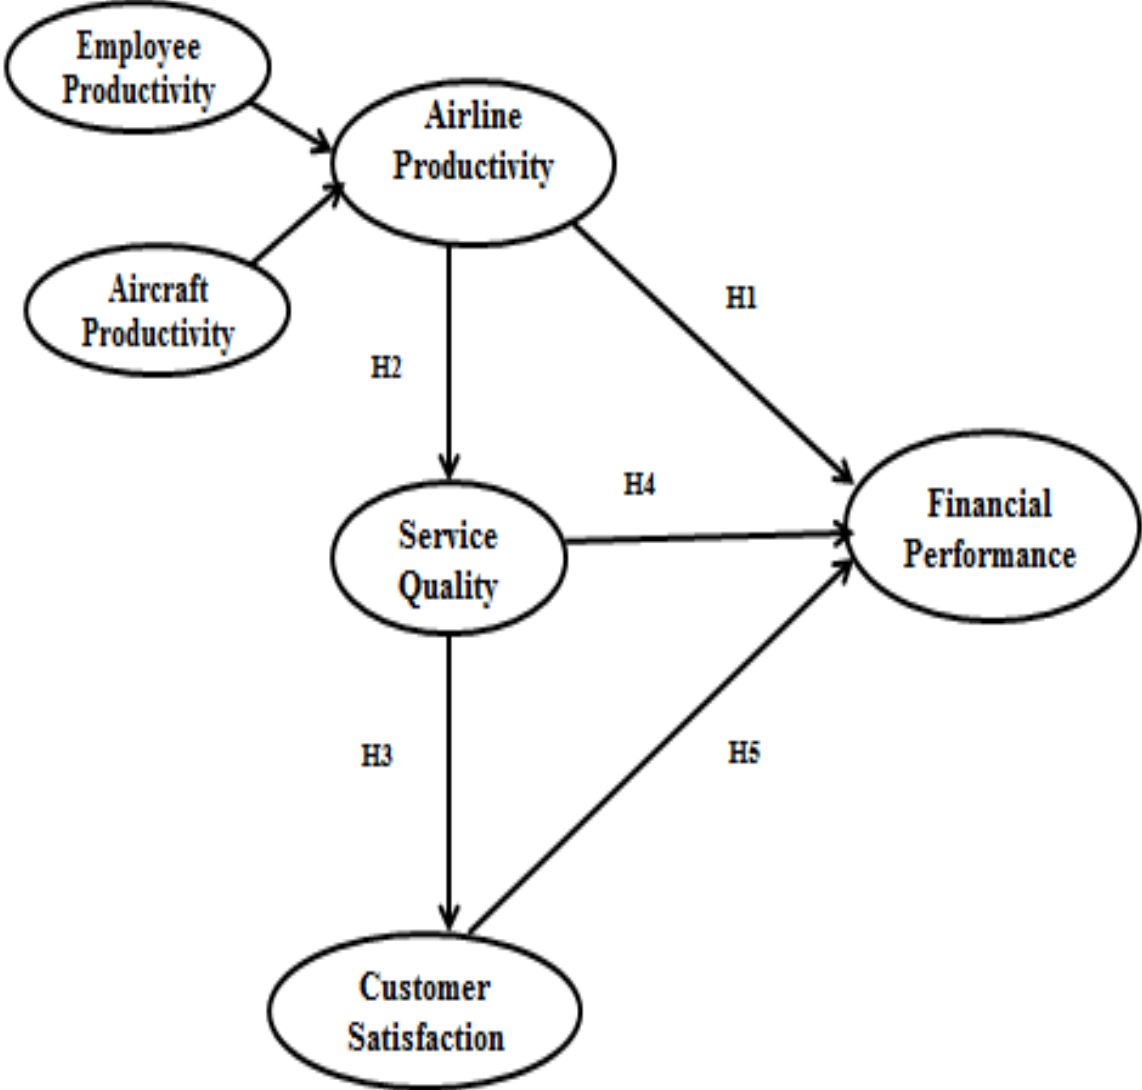 Employee
Productivity
Airline
Productivity
Aircraft
Productivity
H1
H2
H4
Financial
Performance
Service
Quality
H3
H5
Customer
Satisfaction